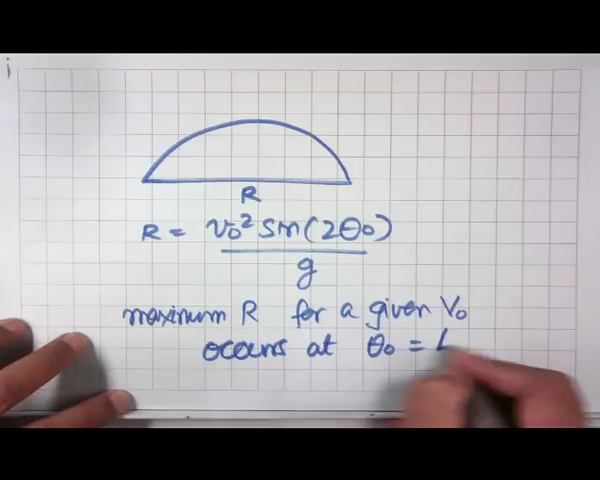 R
R = v₀² sin(2θ₀)
g
maximum R for a given V₀
occurs at θ₀ =